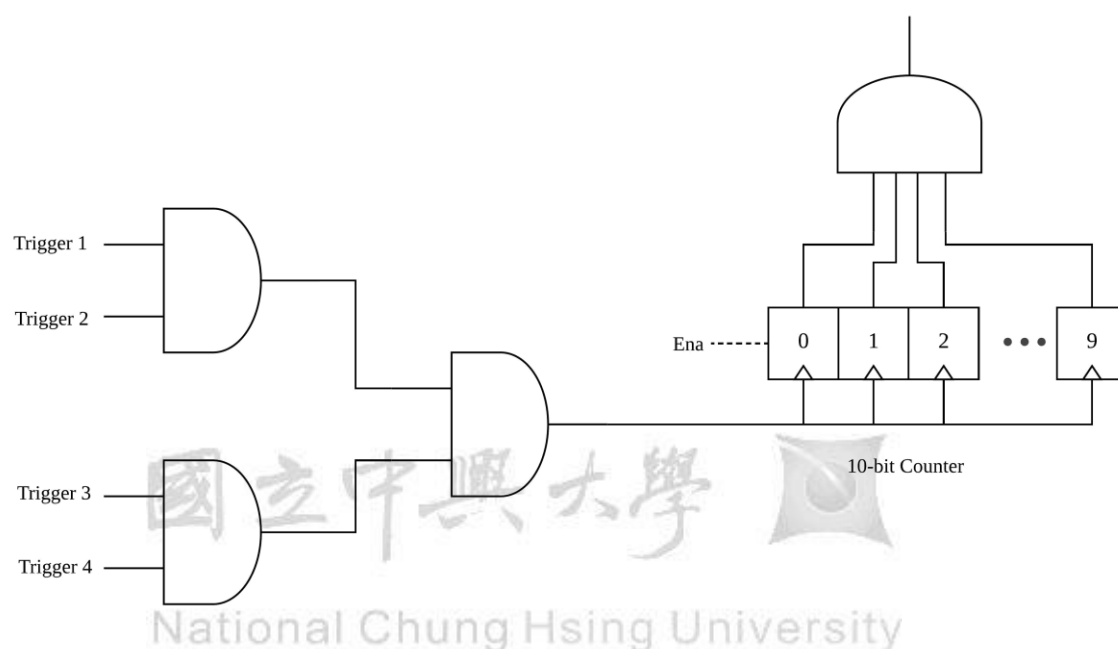 Trigger 1
Trigger 2
Ena
0
1
2
9
10-bit Counter
Trigger 3
Trigger 4
國立中興大學
National Chung Hsing University